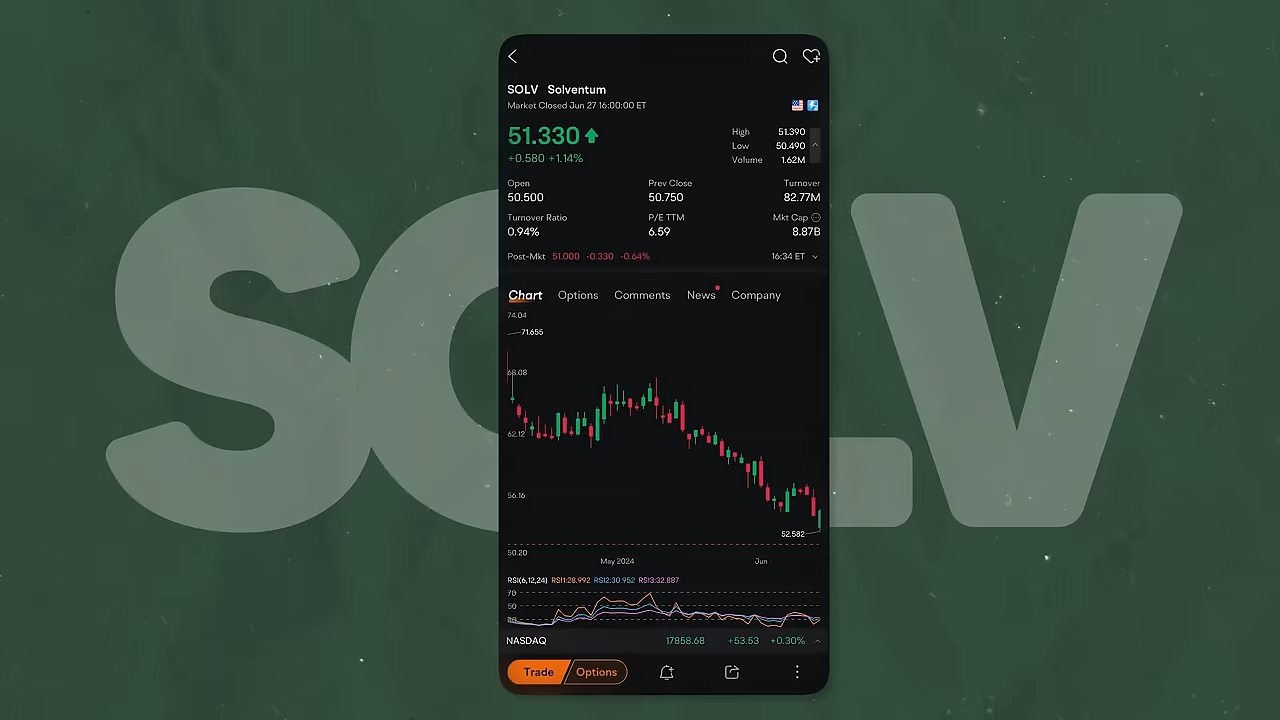 SOLV
SOLV Solventum
Market Closed Jun 27 16:00:00 ET
51.330
+0.580 +1.14%
High 51.390
Low 50.490
Volume 1.62M
Open Prev Close Turnover
50.500 50.750 82.77M
Turnover Ratio P/E TTM Mkt Cap
0.94% 6.59 8.87B
Post-Mkt 51.000 -0.330 -0.64% 16:34 ET
Chart Options Comments News Company
74.04
71.655
68.08
62.12
56.16
52.582
50.20
May 2024 Jun
RSI(6,12,24) RSI1:28.992 RSI2:30.952 RSI3:32.887
70
50
30
NASDAQ 17858.68 +53.53 +0.30%
Trade Options